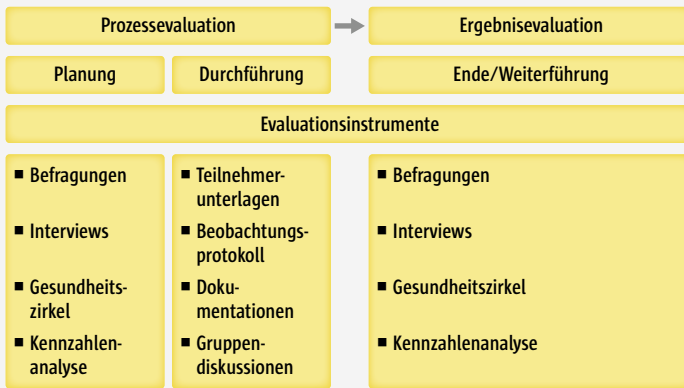 Prozessevaluation
Ergebnisevaluation
Planung
Durchführung
Ende/Weiterführung
Evaluationsinstrumente
■ Befragungen
■ Interviews
■ Gesundheits-
zirkel
■ Kennzahlen-
analyse
■ Teilnehmer-
unterlagen
■ Beobachtungs-
protokoll
■ Doku-
mentationen
■ Gruppen-
diskussionen
■ Befragungen
■ Interviews
■ Gesundheitszirkel
■ Kennzahlenanalyse